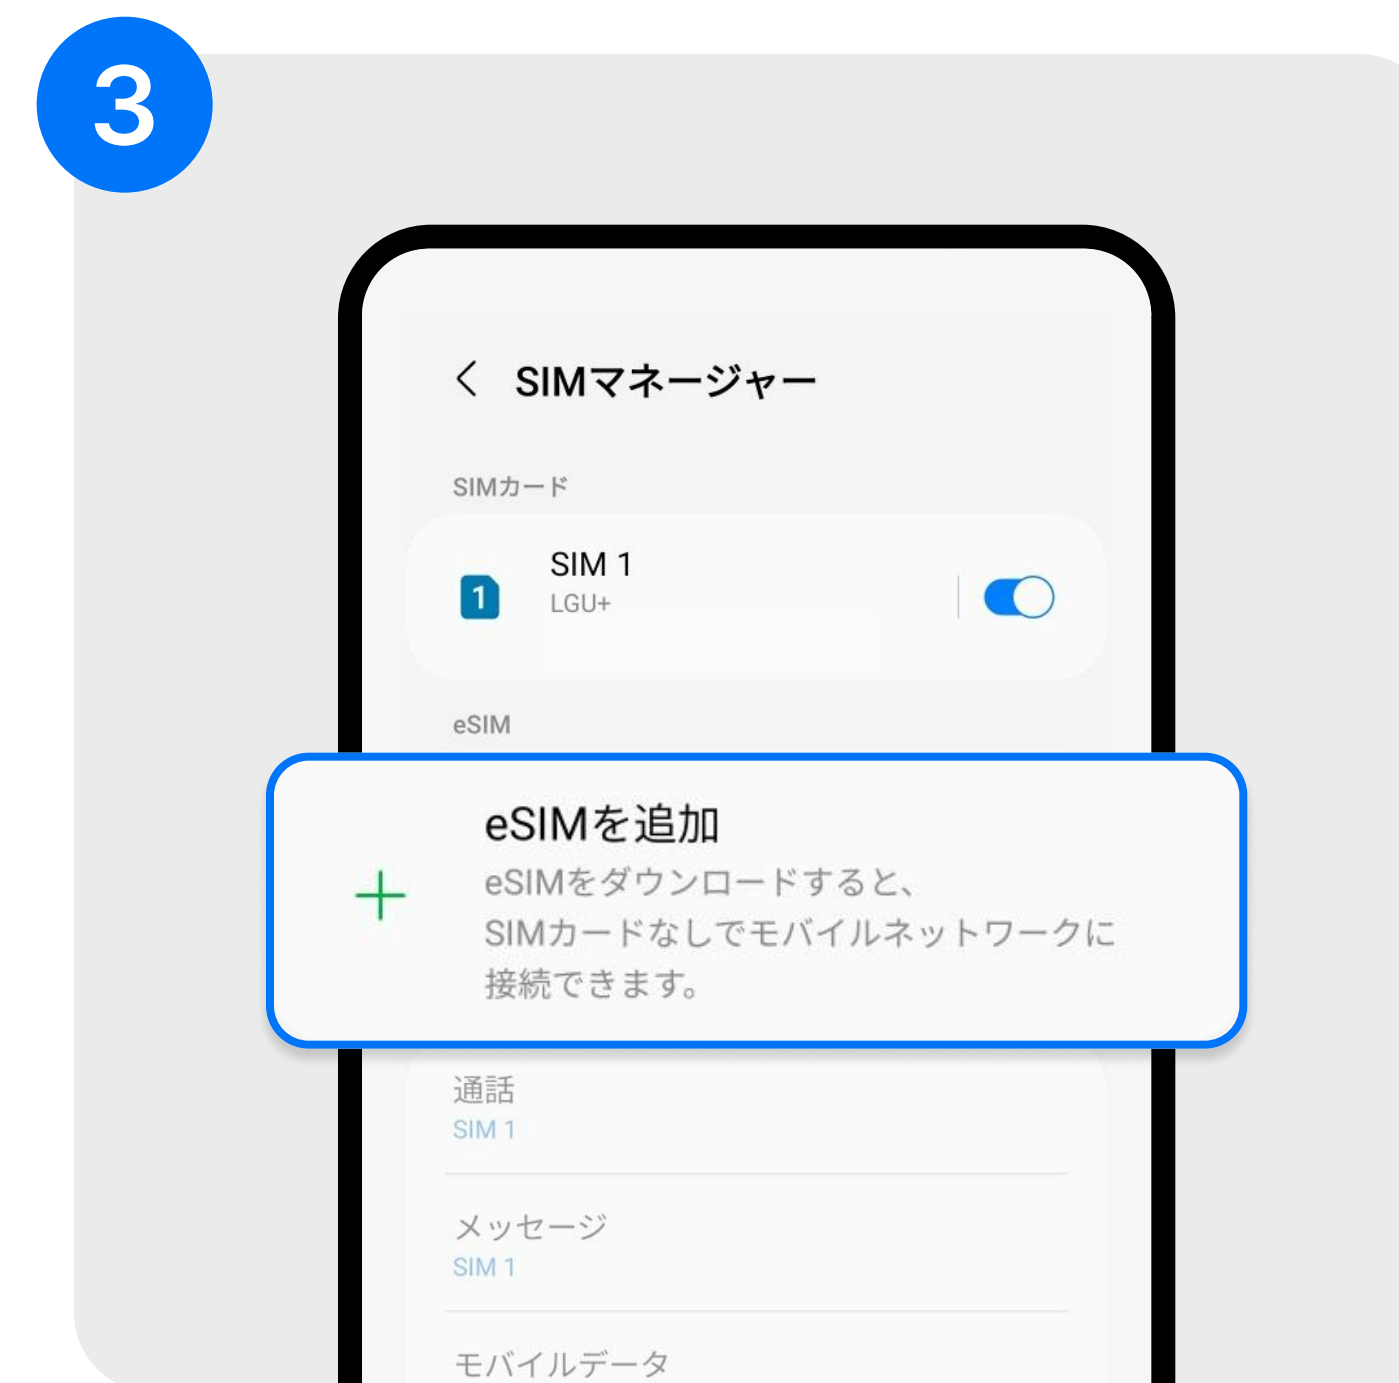 3
SIMマネージャー
SIMカード
SIM 1
1
LGU+
eSIM
eSIMを追加
eSIMをダウンロードすると、
SIMカードなしでモバイルネットワークに
接続できます。
通話
SIM 1
メッセージ
SIM 1
モバイルデータ